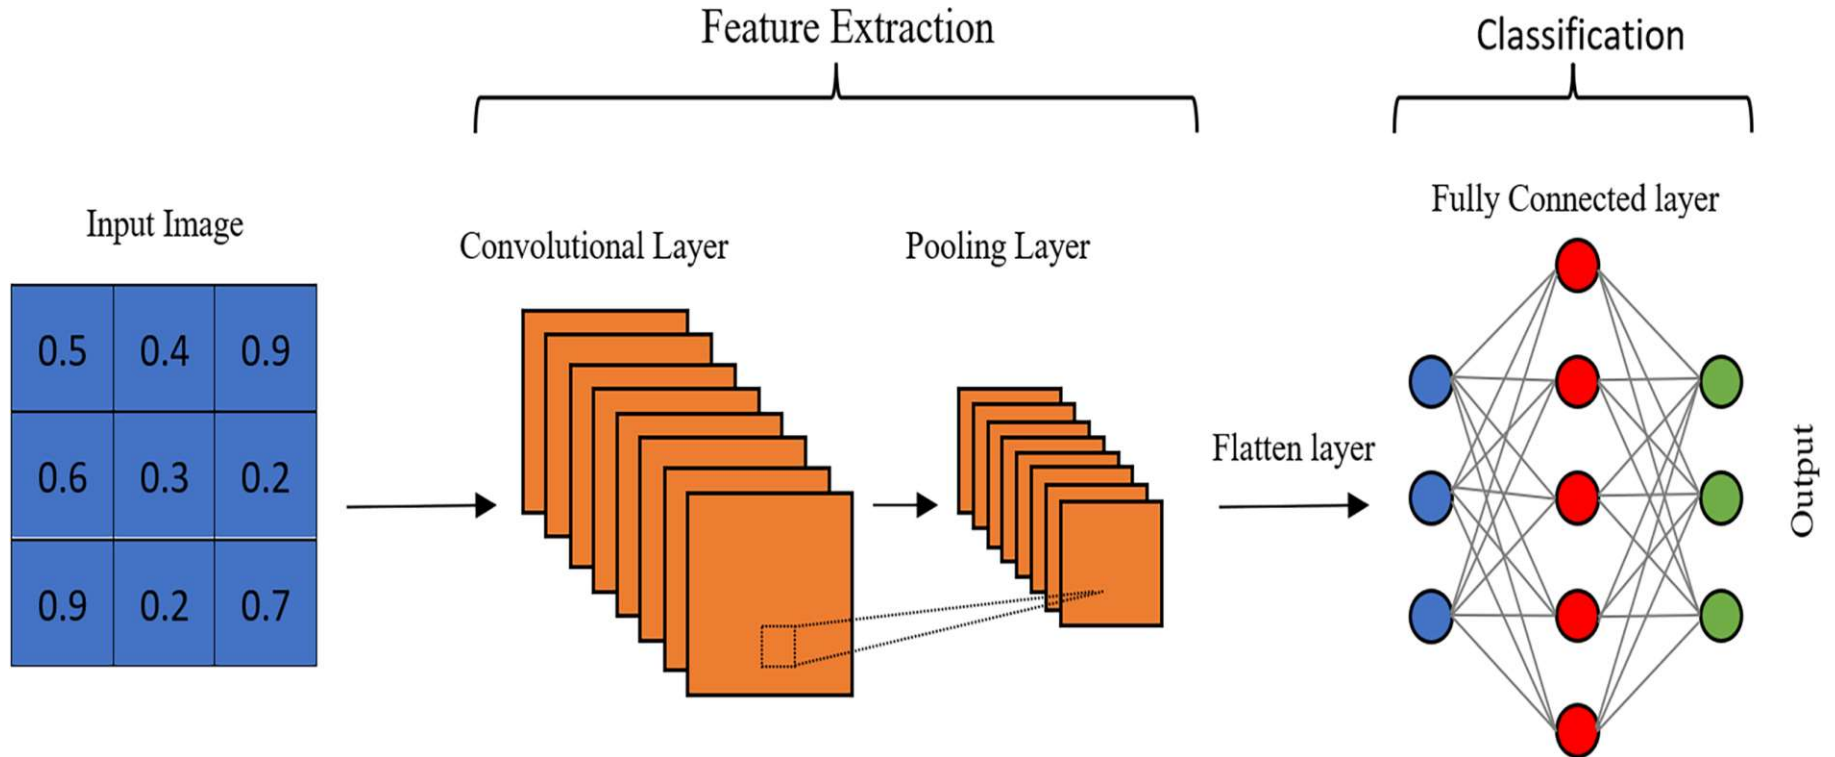 Feature Extraction
Classification
Input Image
Convolutional Layer
Pooling Layer
Fully Connected layer
0.5 0.4 0.9
0.6 0.3 0.2
0.9 0.2 0.7
Flatten layer
Output